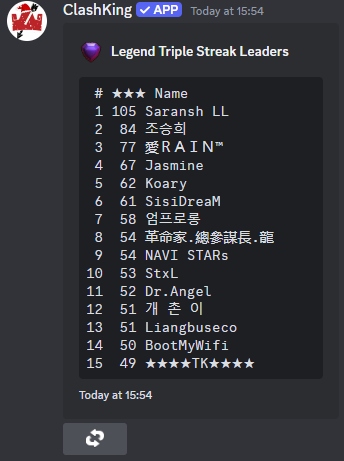 ClashKing ✓ APP Today at 15:54
Legend Triple Streak Leaders
# ★★★ Name
1 105 Saransh LL
2 84 조승희
3 77 愛ＲＡＩＮ™
4 67 Jasmine
5 62 Koary
6 61 SisiDreaM
7 58 엄프로롱
8 54 革命家.總參謀長.龍
9 54 NAVI STARs
10 53 StxL
11 52 Dr.Angel
12 51 개 촌 이
13 51 Liangbuseco
14 50 BootMyWifi
15 49 ★★★★TK★★★★
Today at 15:54